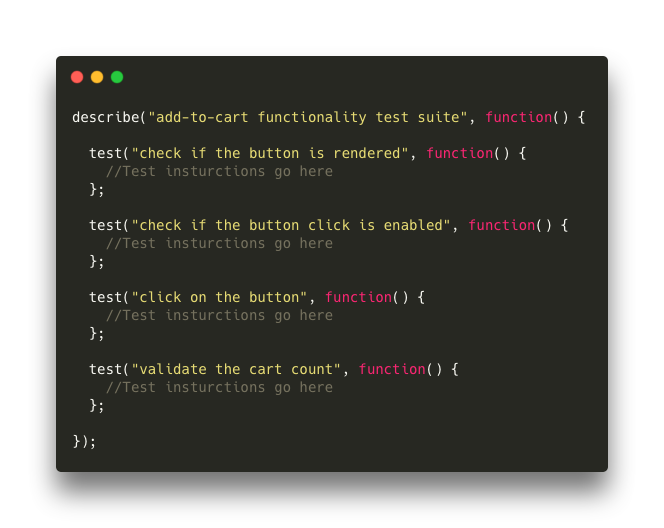 describe("add-to-cart functionality test suite", function() {
test("check if the button is rendered", function() {
//Test insturctions go here
};
test("check if the button click is enabled", function() {
//Test insturctions go here
};
test("click on the button", function() {
//Test insturctions go here
};
test("validate the cart count", function() {
//Test insturctions go here
};
});